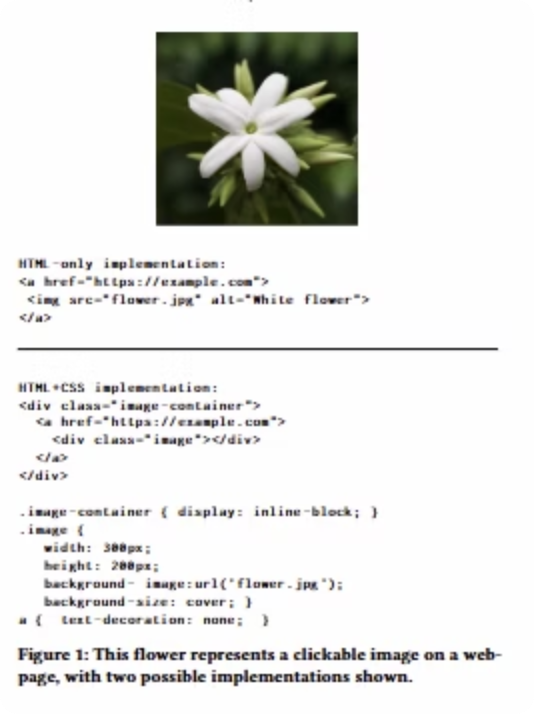 HTML-only implementation:
<a href="https://example.com">
<img src="flower.jpg" alt="White flower">
</a>
HTML+CSS implementation:
<div class="image-container">
<a href="https://example.com">
<div class="image"></div>
</a>
</div>
.image-container { display: inline-block; }
.image {
width: 300px;
height: 200px;
background- image:url('flower.jpg');
background-size: cover; }
a { text-decoration: none; }
Figure 1: This flower represents a clickable image on a web-
page, with two possible implementations shown.